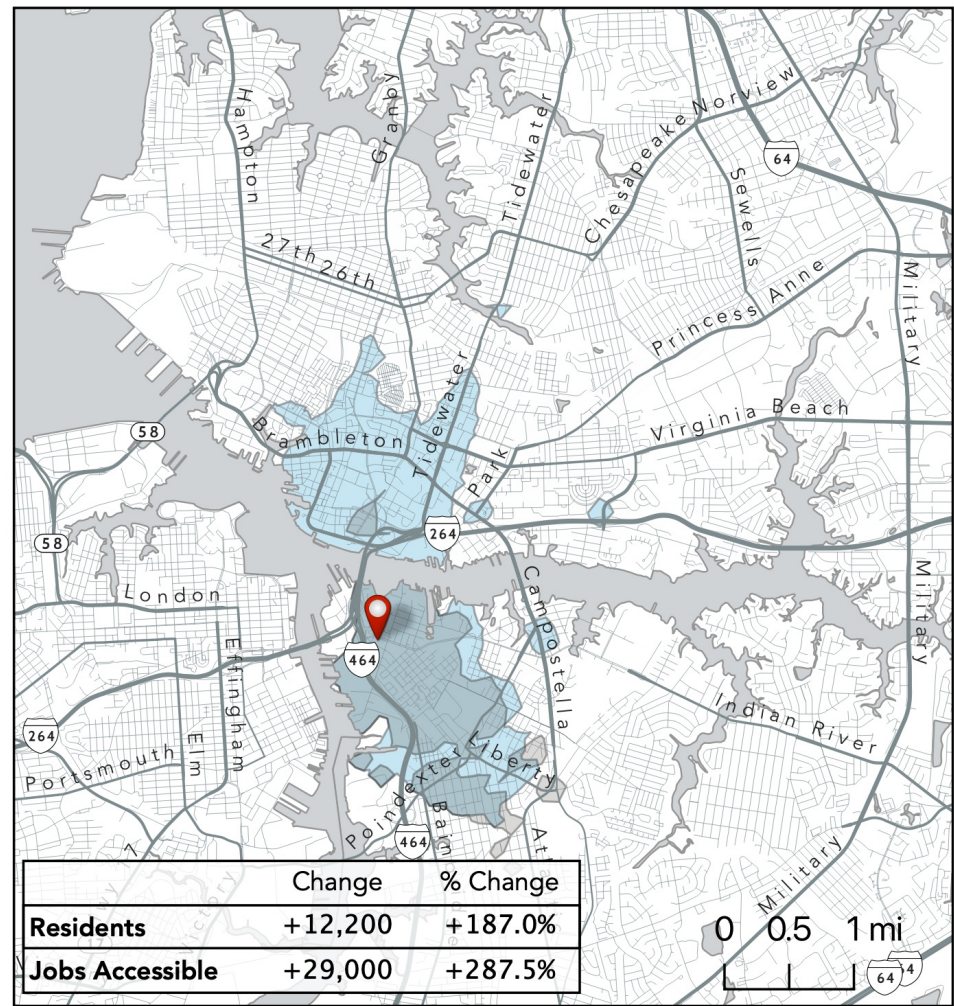 Hampton
Granby
Tidewater
Chesapeake
Norview
64
Sewells
27th
26th
Princess Anne
Military
Virginia Beach
58
Brambleton
Tidewater
Park
264
58
London
Campostella
Military
464
Effingham
Elm
Indian River
264
Portsmouth
Poindexter
Liberty
464
Military
Change % Change
Residents +12,200 +187.0%
Jobs Accessible +29,000 +287.5%
0 0.5 1 mi
64